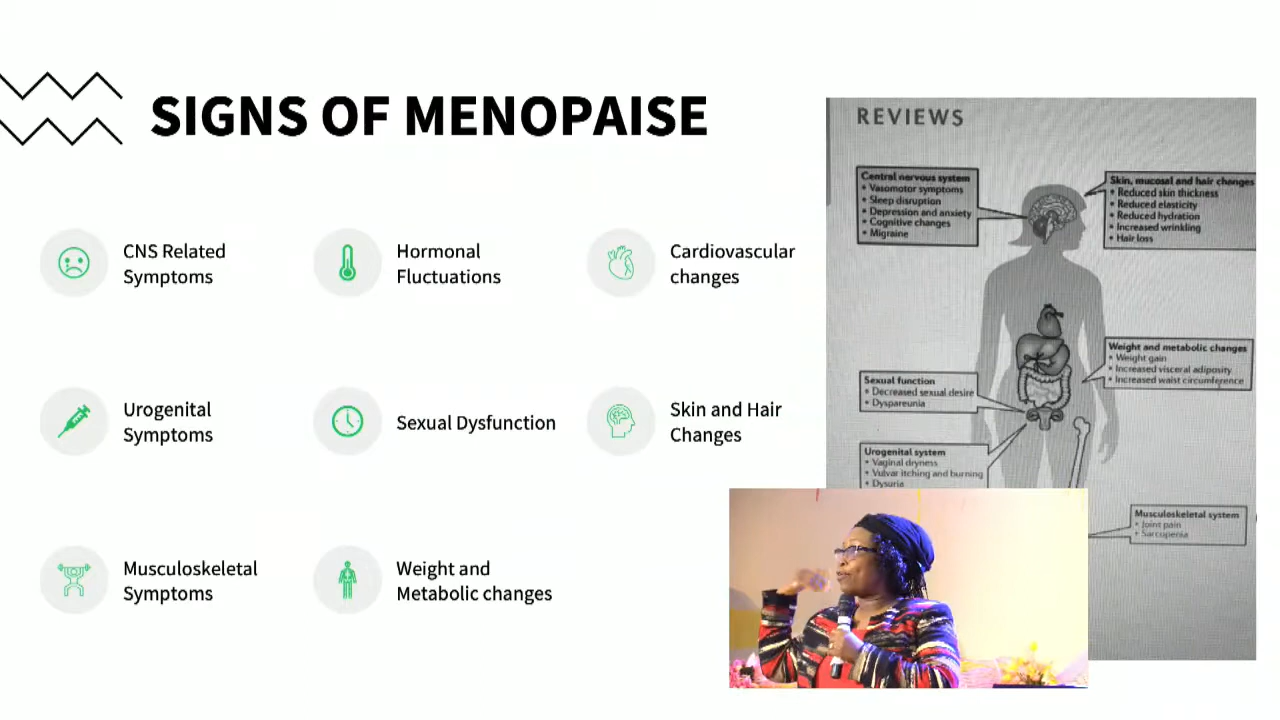 SIGNS OF MENOPAISE
CNS Related
Symptoms
Hormonal
Fluctuations
Cardiovascular
changes
Urogenital
Symptoms
Sexual Dysfunction
Skin and Hair
Changes
Musculoskeletal
Symptoms
Weight and
Metabolic changes
REVIEWS
Central nervous system
• Vasomotor symptoms
• Sleep disruption
• Depression and anxiety
• Cognitive changes
• Migraine
Skin, mucosal and hair changes
• Reduced skin thickness
• Reduced elasticity
• Reduced hydration
• Increased wrinkling
• Hair loss
Weight and metabolic changes
• Weight gain
• Increased visceral adiposity
• Increased waist circumference
Sexual function
• Decreased sexual desire
• Dyspareunia
Urogenital system
• Vaginal dryness
• Vulvar itching and burning
• Dysuria
Musculoskeletal system
• Joint pain
• Sarcopenia